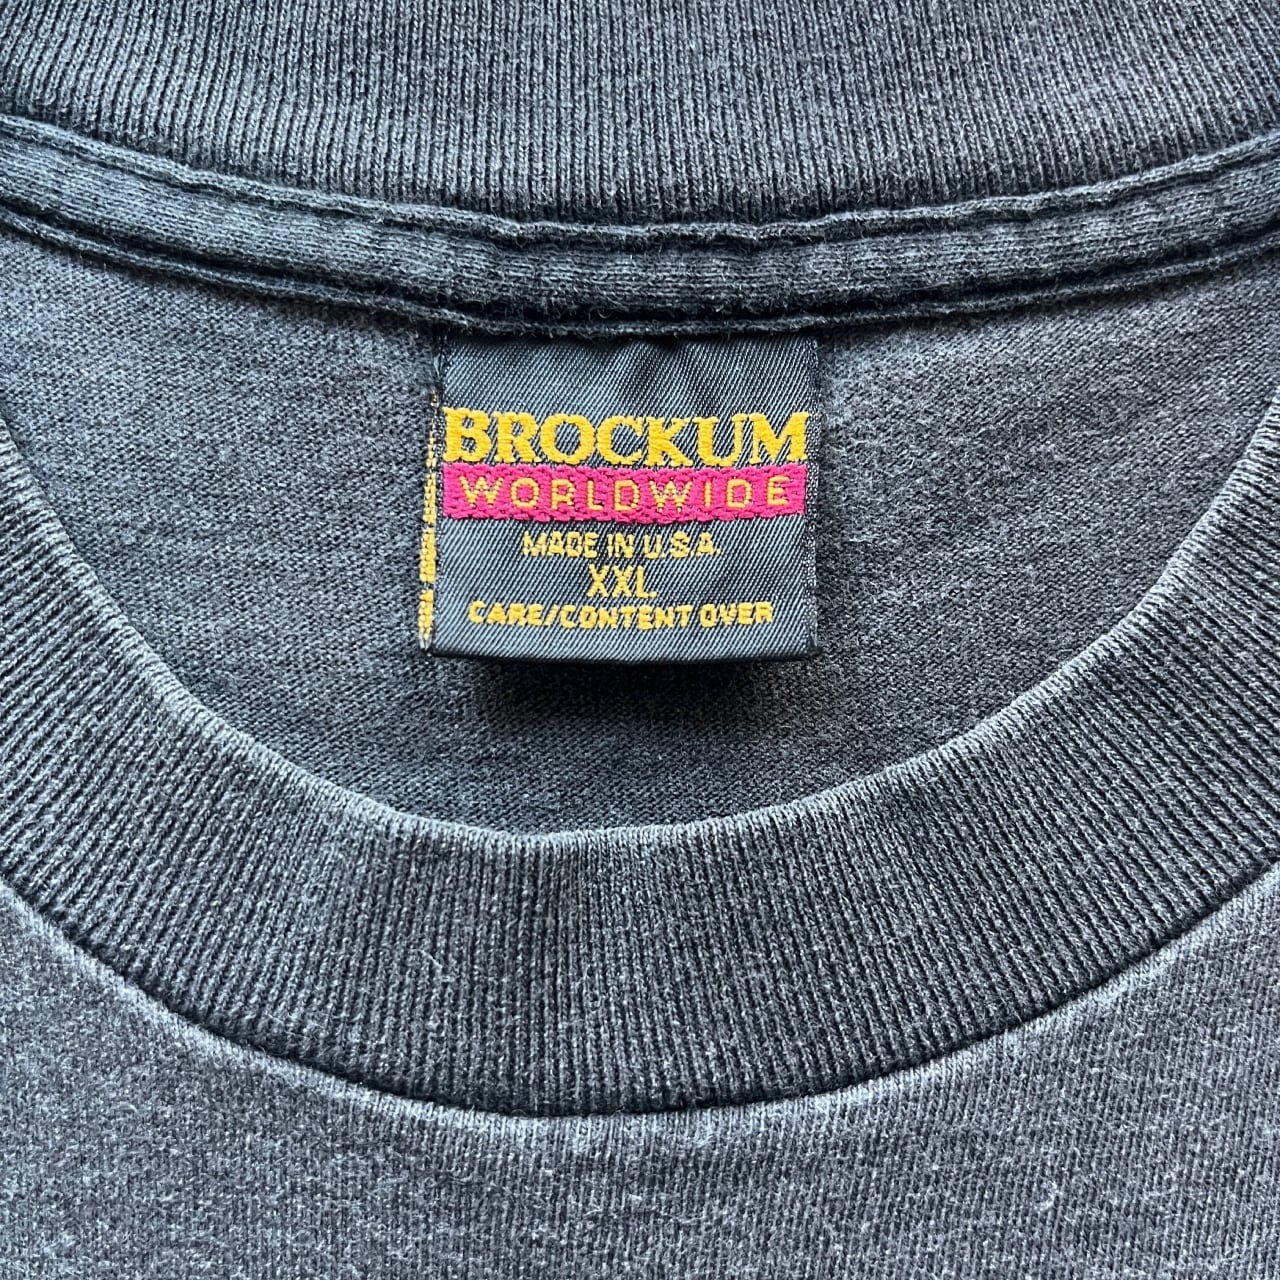 BROCKUM
WORLDWIDE
MADE IN U.S.A.
XXL
CARE/CONTENT OVER